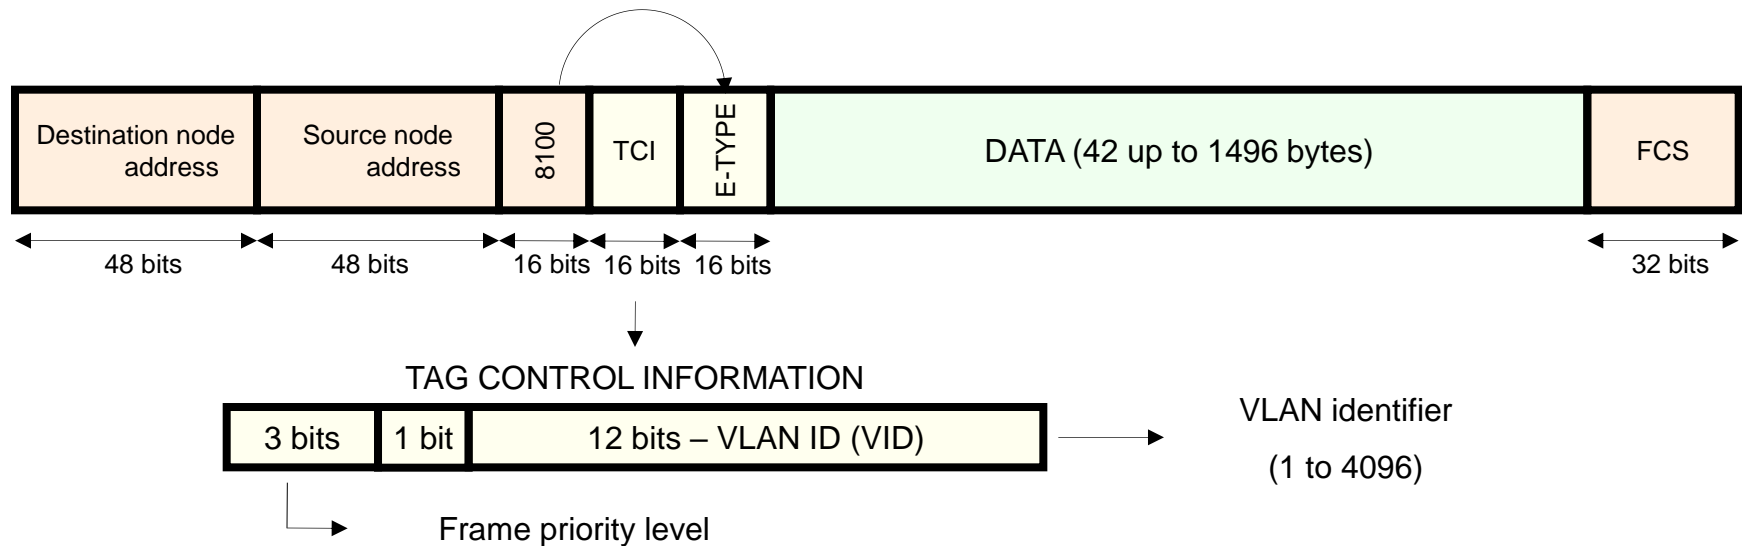 Destination node
address
Source node
address
8100
TCI
E-TYPE
DATA (42 up to 1496 bytes)
FCS
48 bits
48 bits
16 bits
16 bits
16 bits
32 bits
TAG CONTROL INFORMATION
3 bits
1 bit
12 bits – VLAN ID (VID)
VLAN identifier
(1 to 4096)
Frame priority level